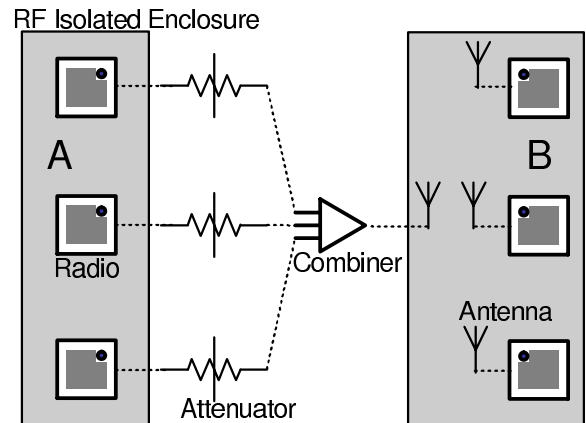 RF Isolated Enclosure
A
B
Radio
Combiner
Antenna
Attenuator